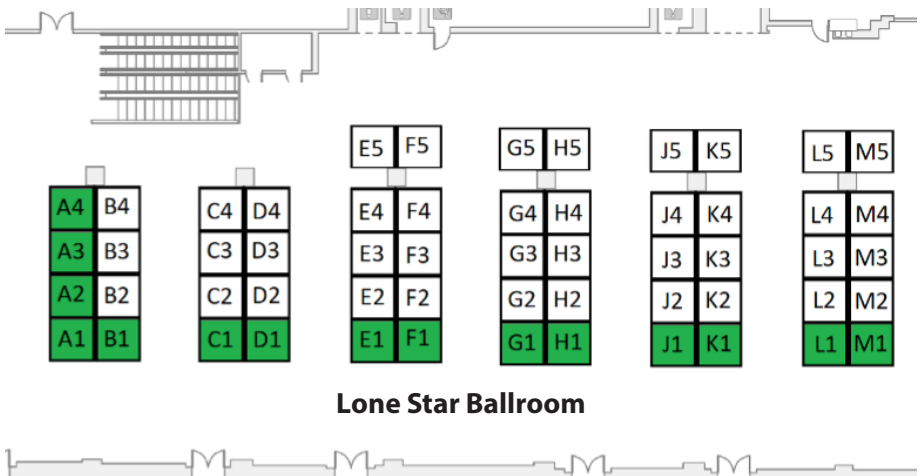 E5 F5 G5 H5 J5 K5 L5 M5
A4 B4 C4 D4 E4 F4 G4 H4 J4 K4 L4 M4
A3 B3 C3 D3 E3 F3 G3 H3 J3 K3 L3 M3
A2 B2 C2 D2 E2 F2 G2 H2 J2 K2 L2 M2
A1 B1 C1 D1 E1 F1 G1 H1 J1 K1 L1 M1
Lone Star Ballroom